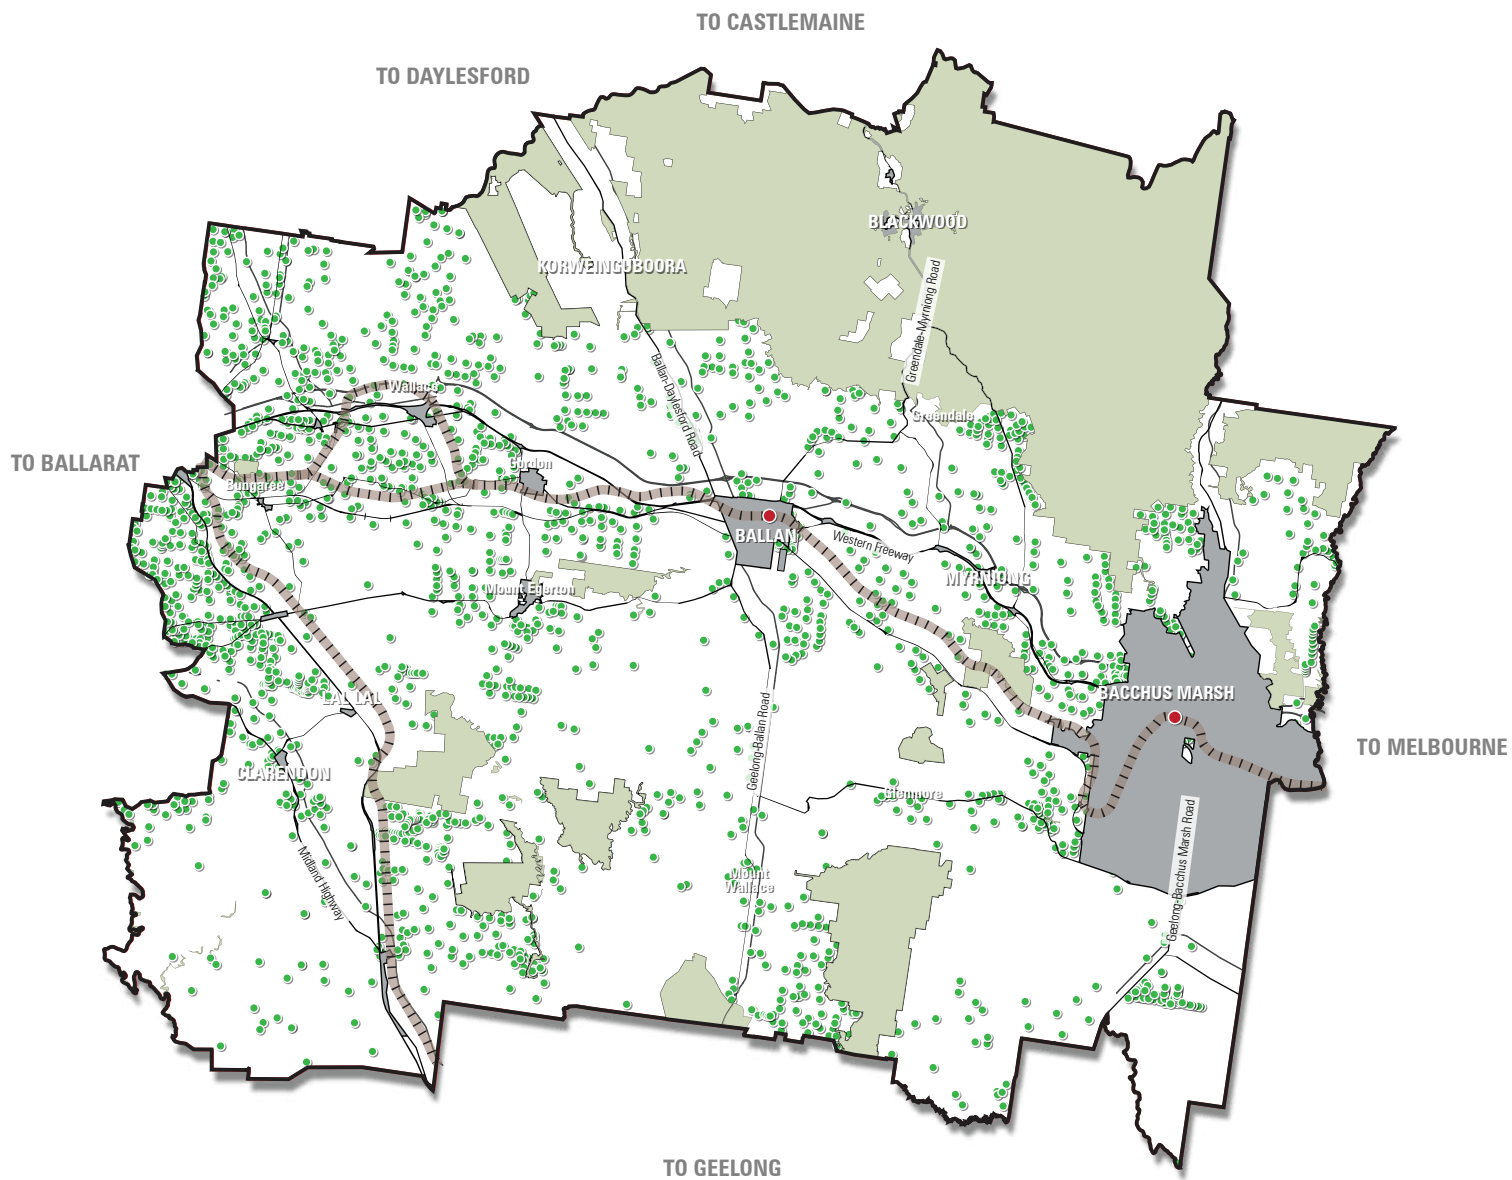 TO CASTLEMAINE
TO DAYLESFORD
BLACKWOOD
KORWEINGUBOORA
Greendale-Myrniong Road
Ballan-Daylesford Road
Wallace
Greendale
TO BALLARAT
Gordon
Bungaree
BALLAN
Western Freeway
MYRNIONG
Mount Egerton
LAL LAL
BACCHUS MARSH
Geelong-Ballan Road
TO MELBOURNE
CLARENDON
Glenmore
Geelong-Bacchus Marsh Road
Midland Highway
Mount
Wallace
TO GEELONG